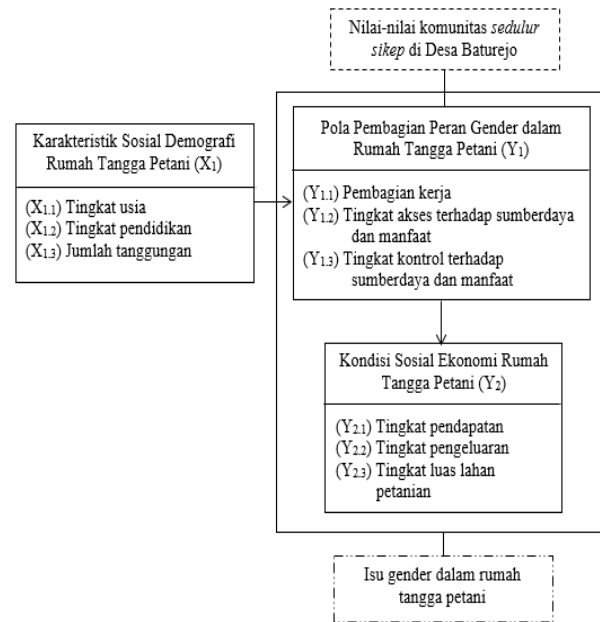 Nilai-nilai komunitas sedulur
sikep di Desa Baturejo
Karakteristik Sosial Demografi
Rumah Tangga Petani (X1)
(X1.1) Tingkat usia
(X1.2) Tingkat pendidikan
(X1.3) Jumlah tanggungan
Pola Pembagian Peran Gender dalam
Rumah Tangga Petani (Y1)
(Y1.1) Pembagian kerja
(Y1.2) Tingkat akses terhadap sumberdaya
dan manfaat
(Y1.3) Tingkat kontrol terhadap
sumberdaya dan manfaat
Kondisi Sosial Ekonomi Rumah
Tangga Petani (Y2)
(Y2.1) Tingkat pendapatan
(Y2.2) Tingkat pengeluaran
(Y2.3) Tingkat luas lahan
petanian
Isu gender dalam rumah
tangga petani